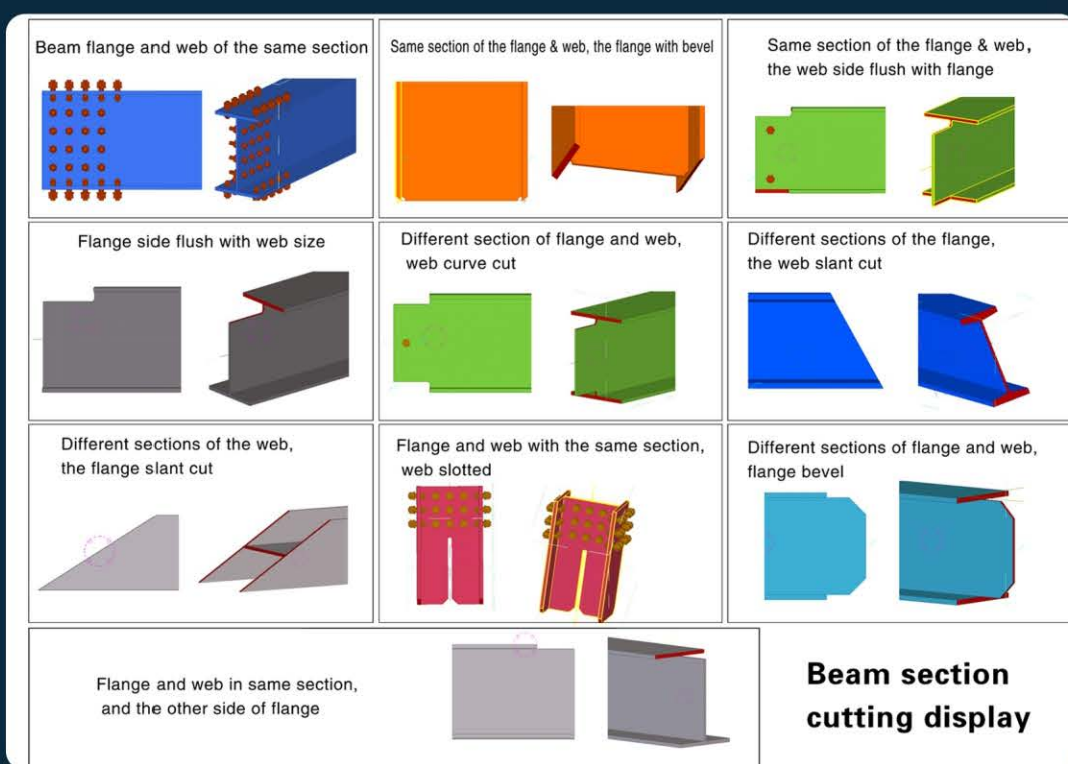 Beam flange and web of the same section
Same section of the flange & web, the flange with bevel
Same section of the flange & web,
the web side flush with flange
Flange side flush with web size
Different section of flange and web,
web curve cut
Different sections of the flange,
the web slant cut
Different sections of the web,
the flange slant cut
Flange and web with the same section,
web slotted
Different sections of flange and web,
flange bevel
Flange and web in same section,
and the other side of flange
Beam section
cutting display